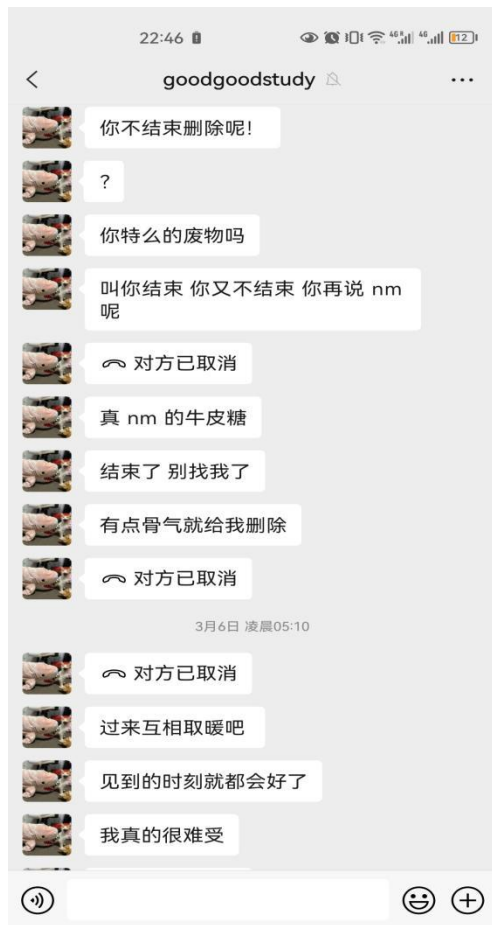 22:46
46 46 12
goodgoodstudy
你不结束删除呢!
?
你特么的废物吗
叫你结束 你又不结束 你再说 nm
呢
对方已取消
真 nm 的牛皮糖
结束了 别找我了
有点骨气就给我删除
对方已取消
3月6日 凌晨05:10
对方已取消
过来互相取暖吧
见到的时刻就都会好了
我真的很难受